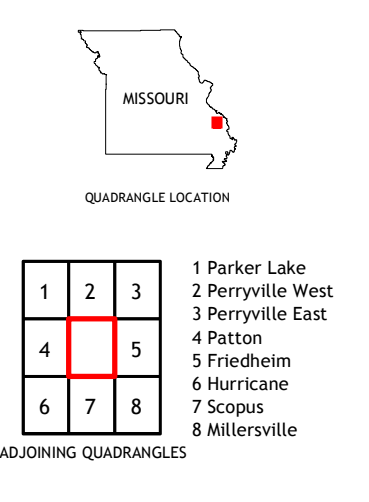 MISSOURI
QUADRANGLE LOCATION
1 2 3
4 5
6 7 8
1 Parker Lake
2 Perryville West
3 Perryville East
4 Patton
5 Friedheim
6 Hurricane
7 Scopus
8 Millersville
ADJOINING QUADRANGLES